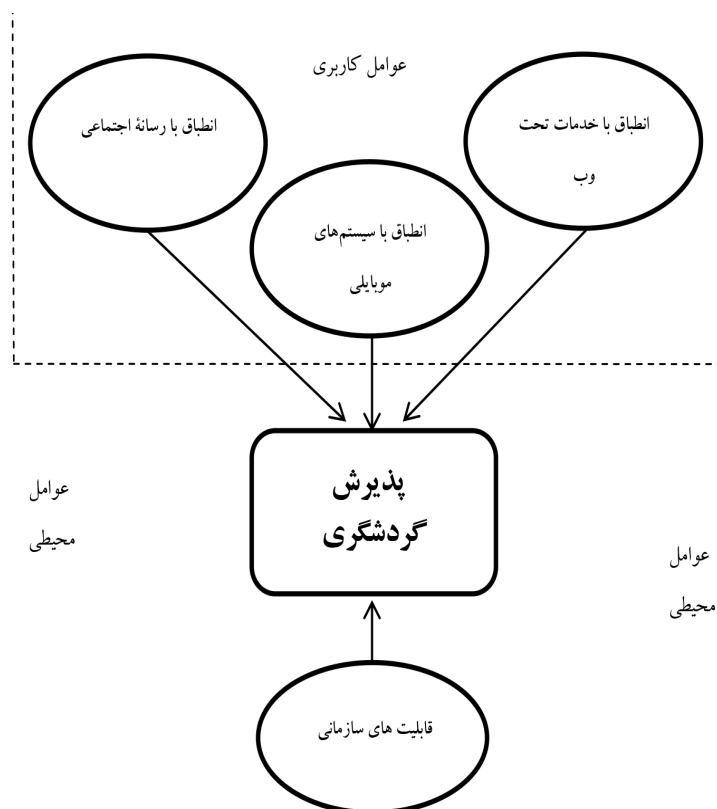 عوامل کاربری
انطباق با خدمات تحت
وب
انطباق با رسانهٔ اجتماعی
انطباق با سیستم‌های
موبایلی
پذیرش
گردشگری
عوامل
محیطی
عوامل
محیطی
قابلیت های سازمانی